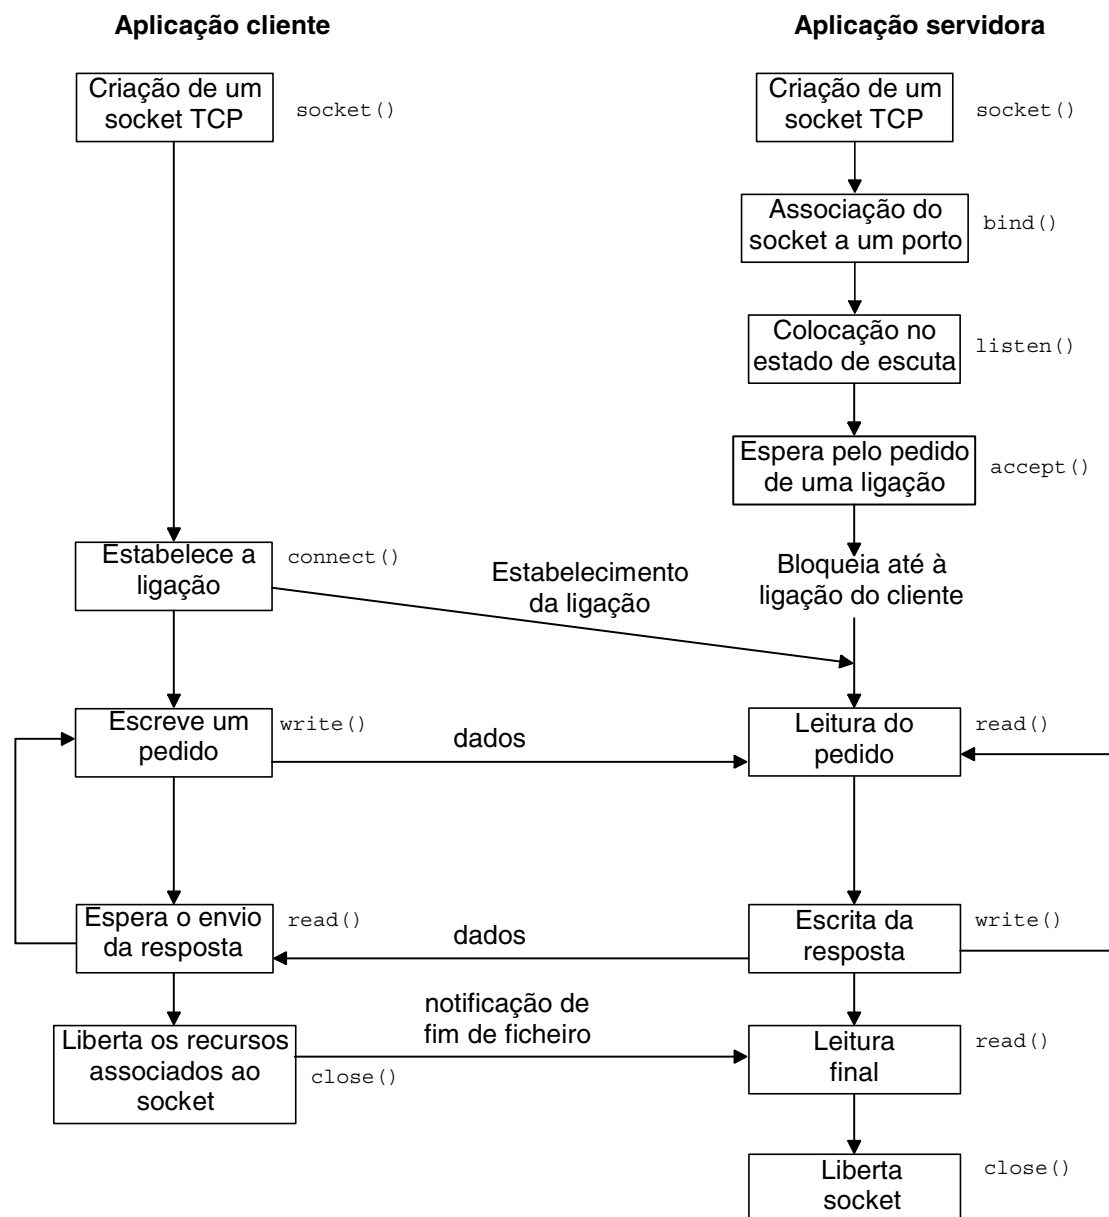 Aplicação cliente
Aplicação servidora
Criação de um
socket TCP
socket()
Criação de um
socket TCP
socket()
Associação do
socket a um porto
bind()
Colocação no
estado de escuta
listen()
Espera pelo pedido
de uma ligação
accept()
Estabelece a
ligação
connect()
Estabelecimento
da ligação
Bloqueia até à
ligação do cliente
Escreve um
pedido
write()
dados
Leitura do
pedido
read()
Espera o envio
da resposta
read()
dados
Escrita da
resposta
write()
notificação de
fim de ficheiro
Liberta os recursos
associados ao
socket
close()
Leitura
final
read()
Liberta
socket
close()